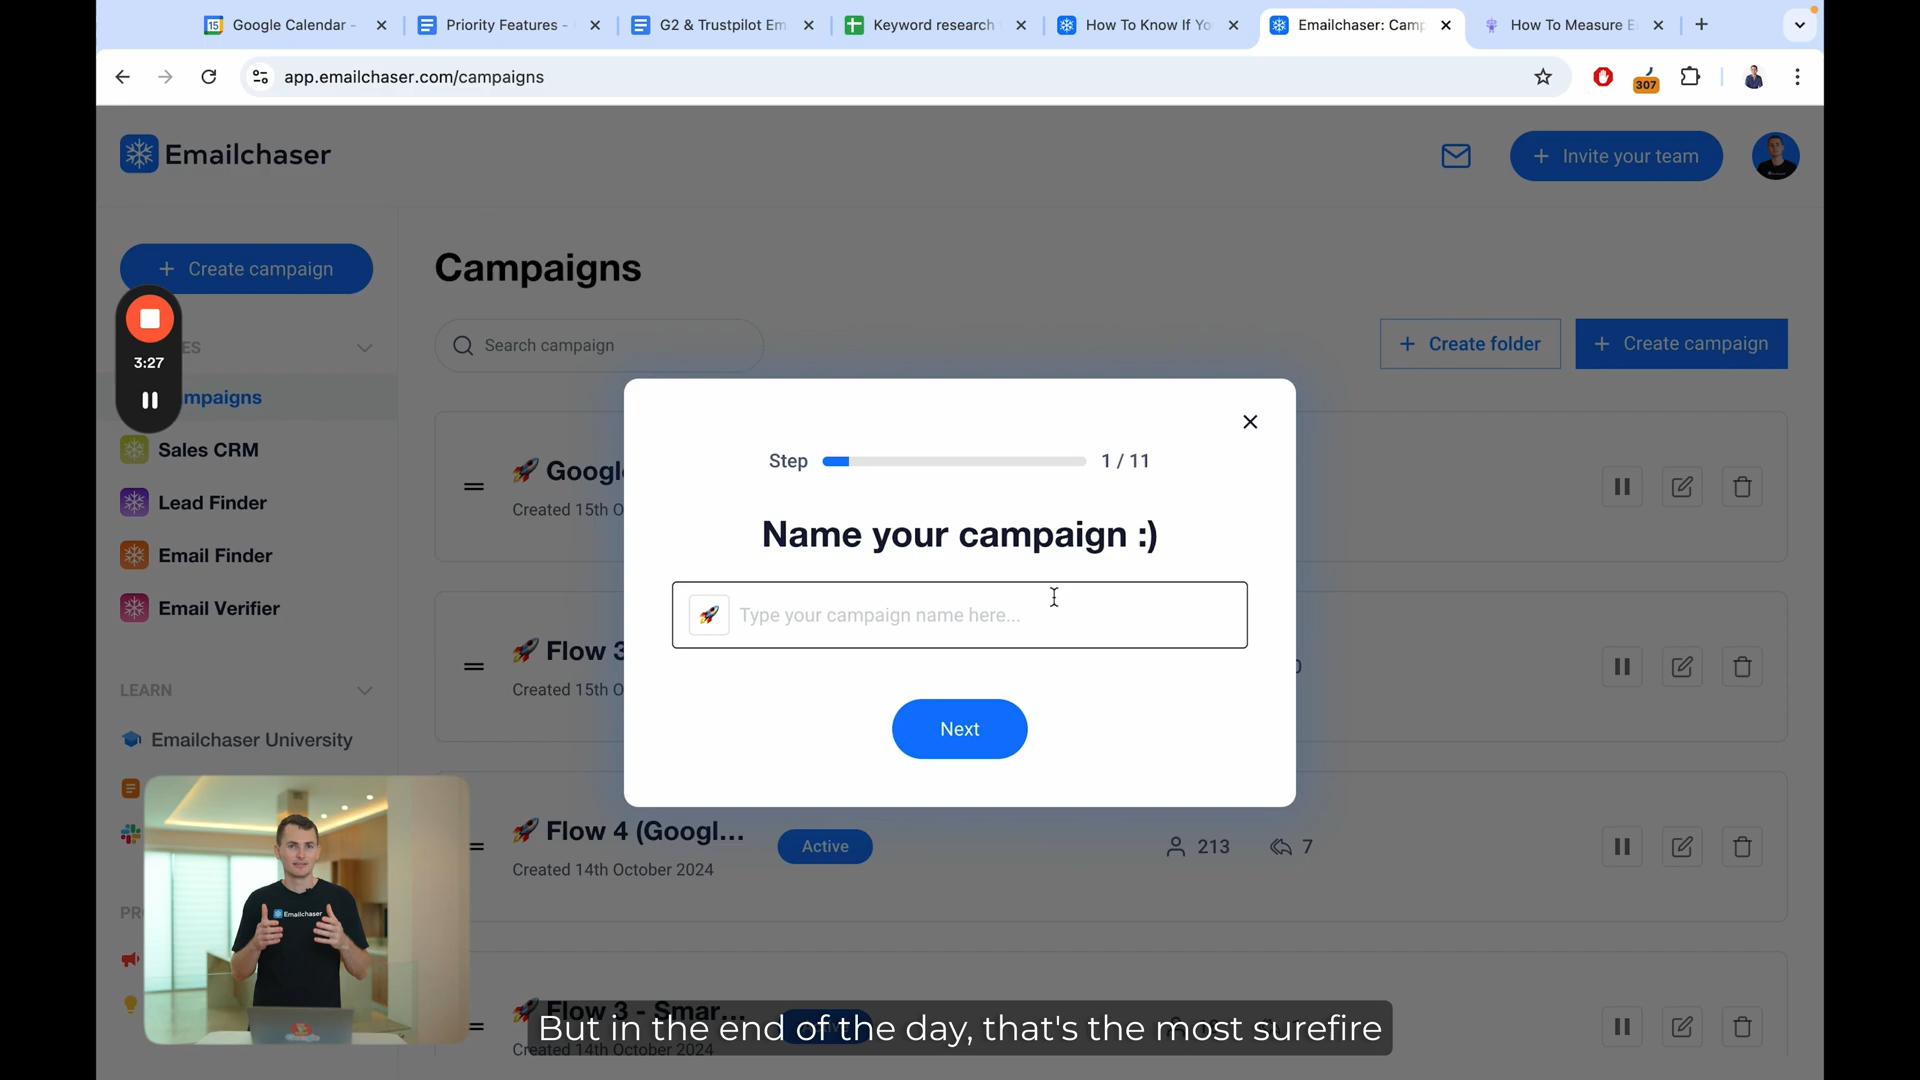 Google Calendar -
Priority Features -
G2 & Trustpilot Em
Keyword research
How To Know If Yo
Emailchaser: Camp
How To Measure E
app.emailchaser.com/campaigns
307
Emailchaser
Invite your team
Create campaign
Campaigns
3:27
ES
mpaigns
Sales CRM
Lead Finder
Email Finder
Email Verifier
LEARN
Emailchaser University
PR
Search campaign
Create folder
Create campaign
Googl
Created 15th O
Flow 3
Created 15th O
Flow 4 (Googl...
Created 14th October 2024
Active
213
7
Flow 3 - Smar...
Created 14th October 2024
Step
1 / 11
Name your campaign :)
Type your campaign name here...
Next
Emailchaser
But in the end of the day, that's the most surefire